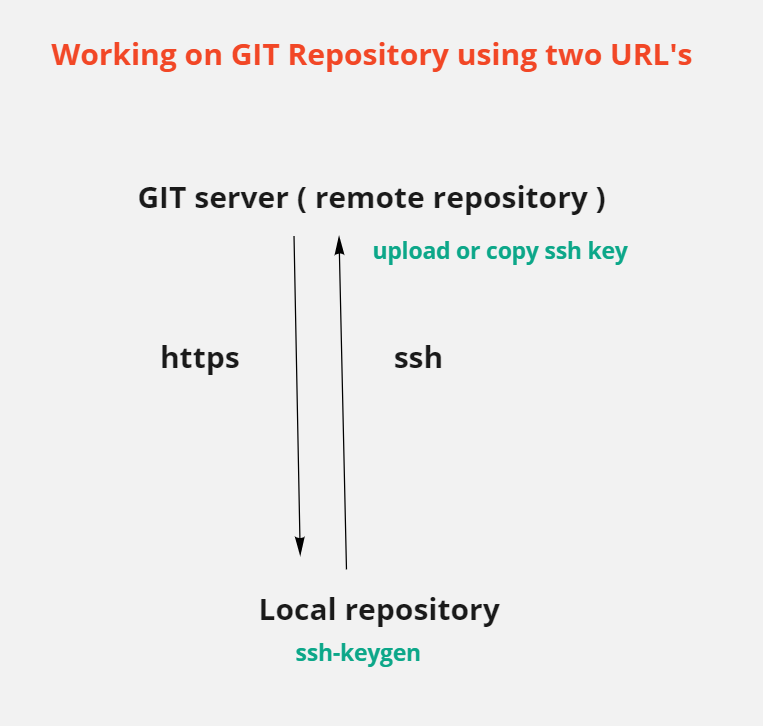 Working on GIT Repository using two URL's
GIT server ( remote repository )
upload or copy ssh key
https
ssh
Local repository
ssh-keygen